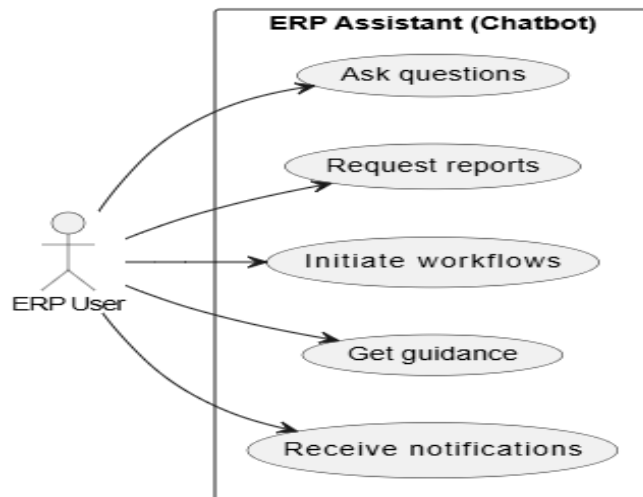 ERP Assistant (Chatbot)
Ask questions
Request reports
Initiate workflows
ERP User
Get guidance
Receive notifications